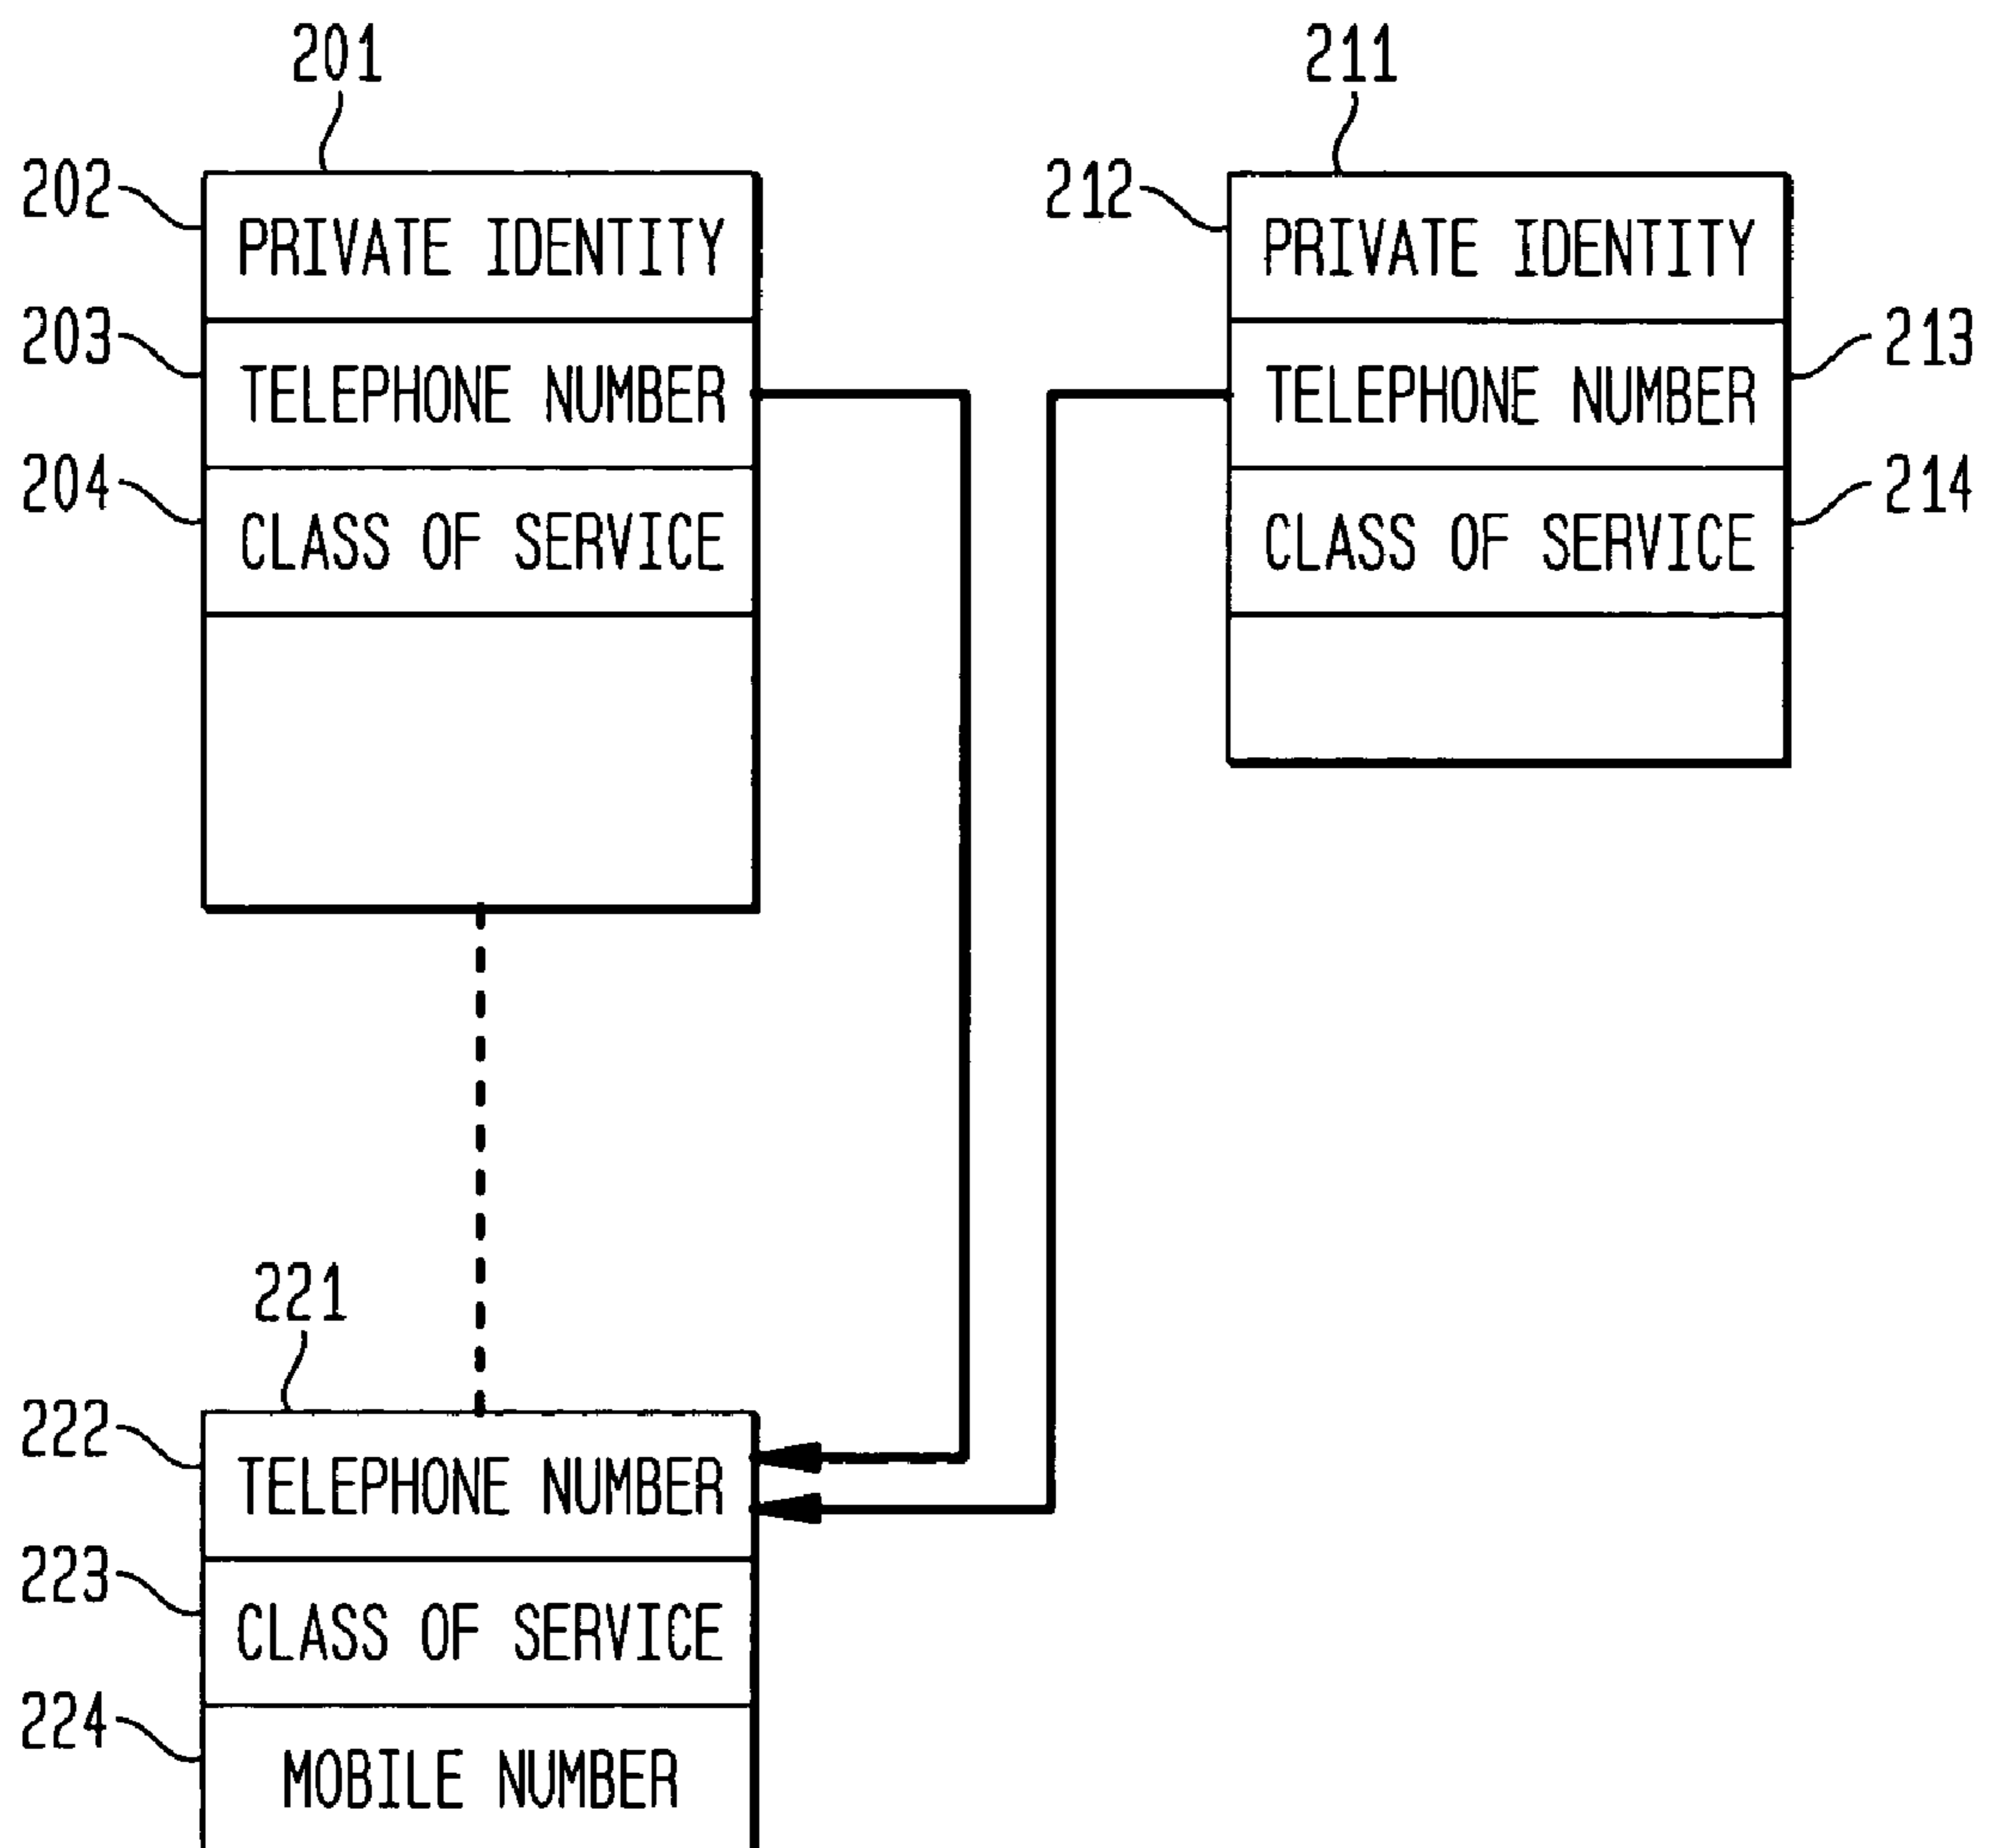 201
202
PRIVATE IDENTITY
203
TELEPHONE NUMBER
204
CLASS OF SERVICE
211
212
PRIVATE IDENTITY
213
TELEPHONE NUMBER
214
CLASS OF SERVICE
221
222
TELEPHONE NUMBER
223
CLASS OF SERVICE
224
MOBILE NUMBER